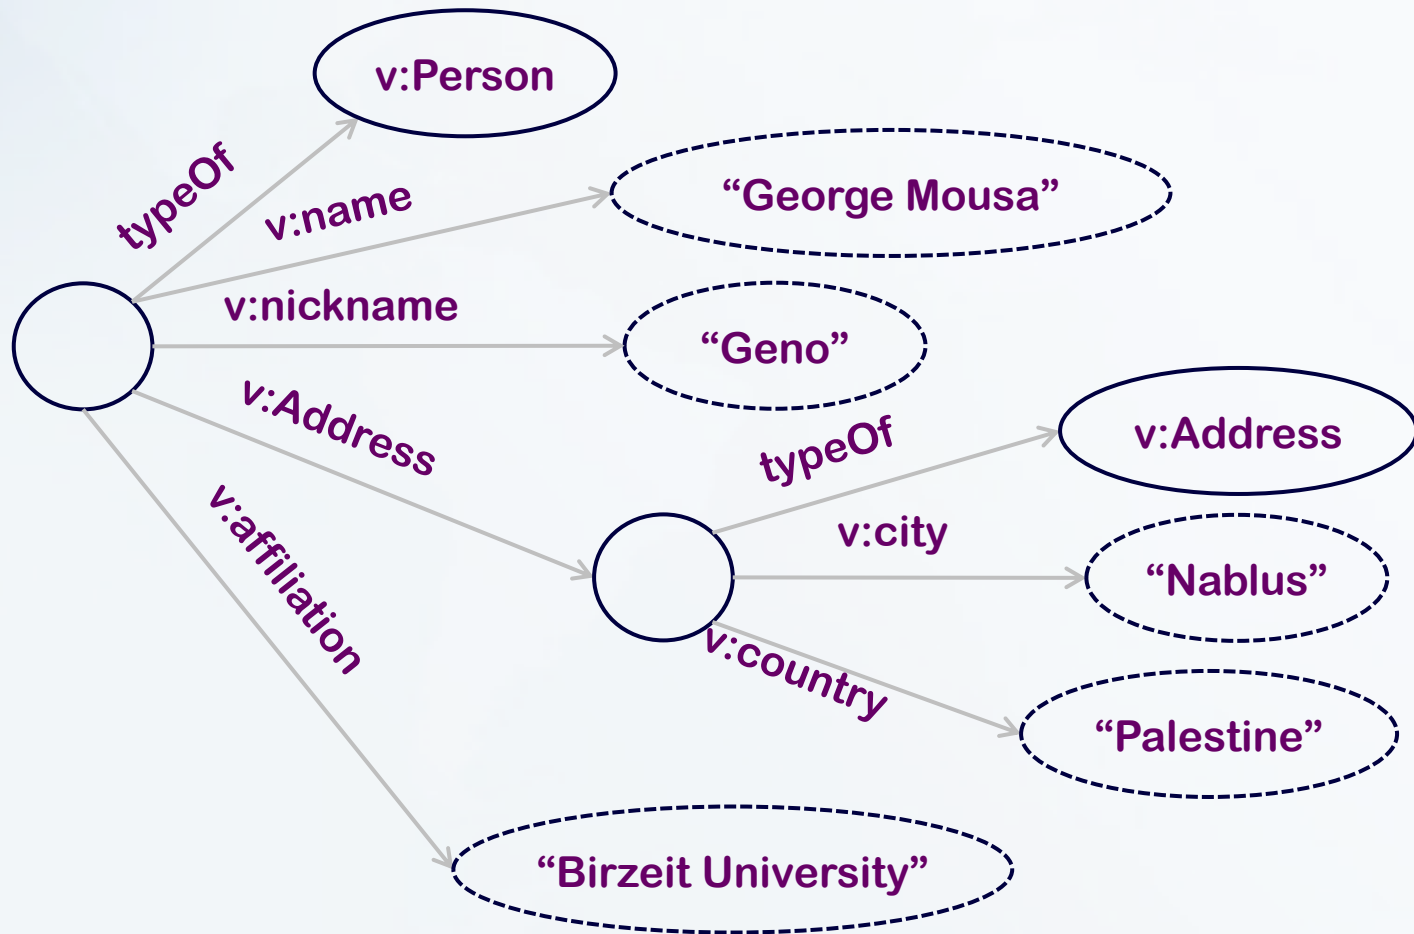 v:Person
typeOf
v:name
“George Mousa”
v:nickname
“Geno”
v:Address
typeOf
v:Address
v:affiliation
v:city
“Nablus”
v:country
“Palestine”
“Birzeit University”